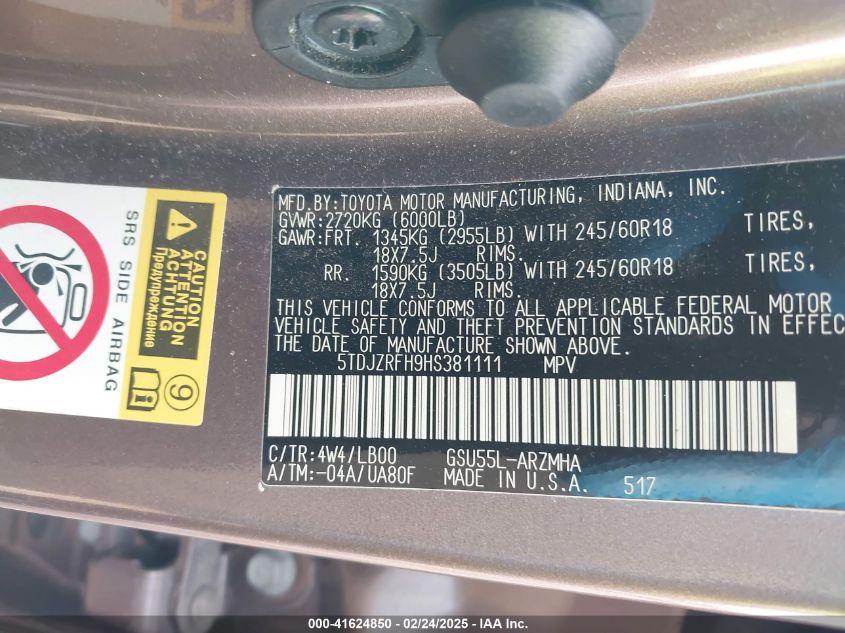 MFD.BY:TOYOTA MOTOR MANUFACTURING, INDIANA, INC.
GVWR:2720KG (6000LB)
GAWR:FRT. 1345KG (2955LB) WITH 245/60R18 TIRES,
18X7.5J RIMS.
RR. 1590KG (3505LB) WITH 245/60R18 TIRES,
18X7.5J RIMS.
THIS VEHICLE CONFORMS TO ALL APPLICABLE FEDERAL MOTOR
VEHICLE SAFETY AND THEFT PREVENTION STANDARDS IN EFFEC
THE DATE OF MANUFACTURE SHOWN ABOVE.
5TDJZRFH9HS381111 MPV
C/TR:4W4/LB00 GSU55L-ARZMHA
A/TM:-04A/UA80F MADE IN U.S.A. 517
SRS SIDE AIRBAG
CAUTION
ATTENTION
ACHTUNG
Предупреждение
i
9
000-41624850 - 02/24/2025 - IAA Inc.